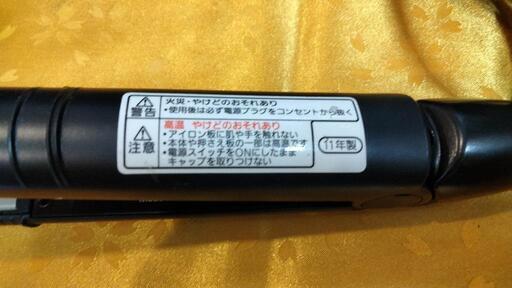 警告
火災・やけどのおそれあり
・使用後は必ず電源プラグをコンセントから抜く
注意
高温 やけどのおそれあり
・アイロン板に肌や手を触れない
・本体や押さえ板の一部は高温です
・電源スイッチをONにしたまま
キャップを取りつけない
11年製